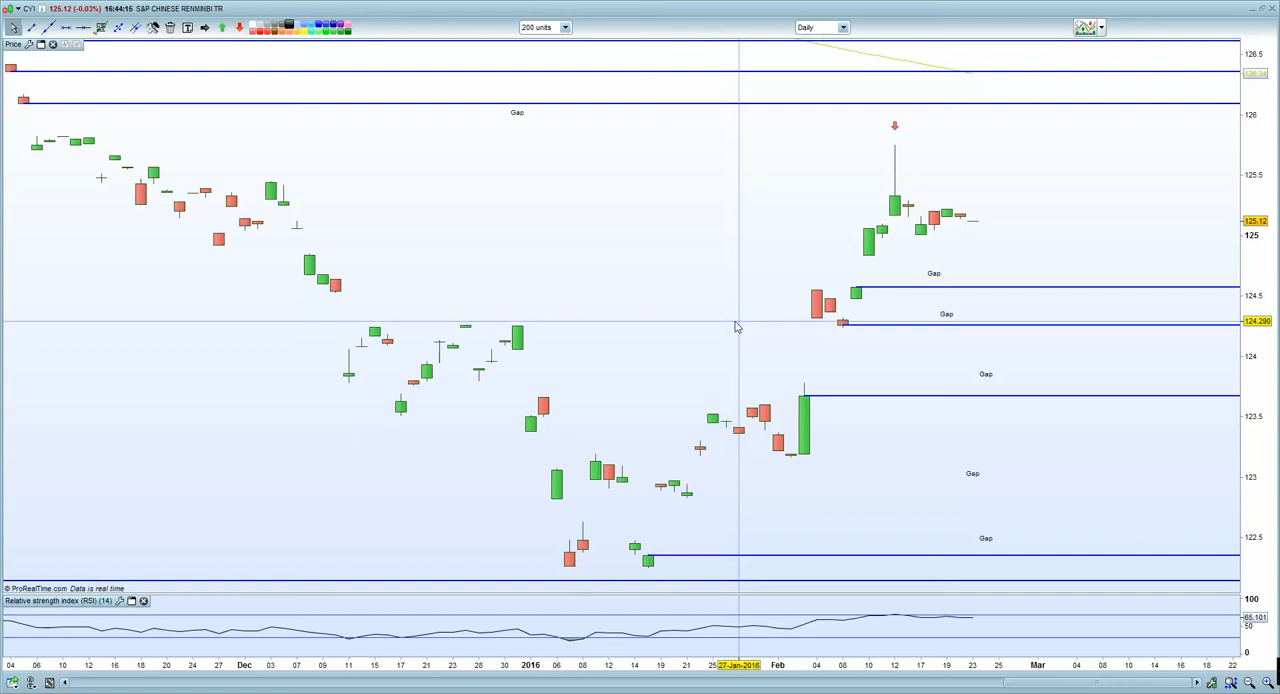 CYI 125.12 (-0.03%) 16:44:15 S&P CHINESE RENMINBI TR
200 units
Daily
Price
126.5
126.34
Gap
126
125.5
125.12
125
Gap
124.5
Gap
124.290
124
Gap
123.5
Gap
123
Gap
122.5
© ProRealTime.com Data is real time
Relative strength index (RSI) (14)
100
65.101
50
0
04 06 10 12 16 18 20 24 26 Dec 03 07 09 11 15 17 21 23 28 30 2016 06 08 12 14 19 21 25 27-Jan-2016 Feb 04 08 10 12 17 19 23 25 Mar 04 08 10 14 16 18 22